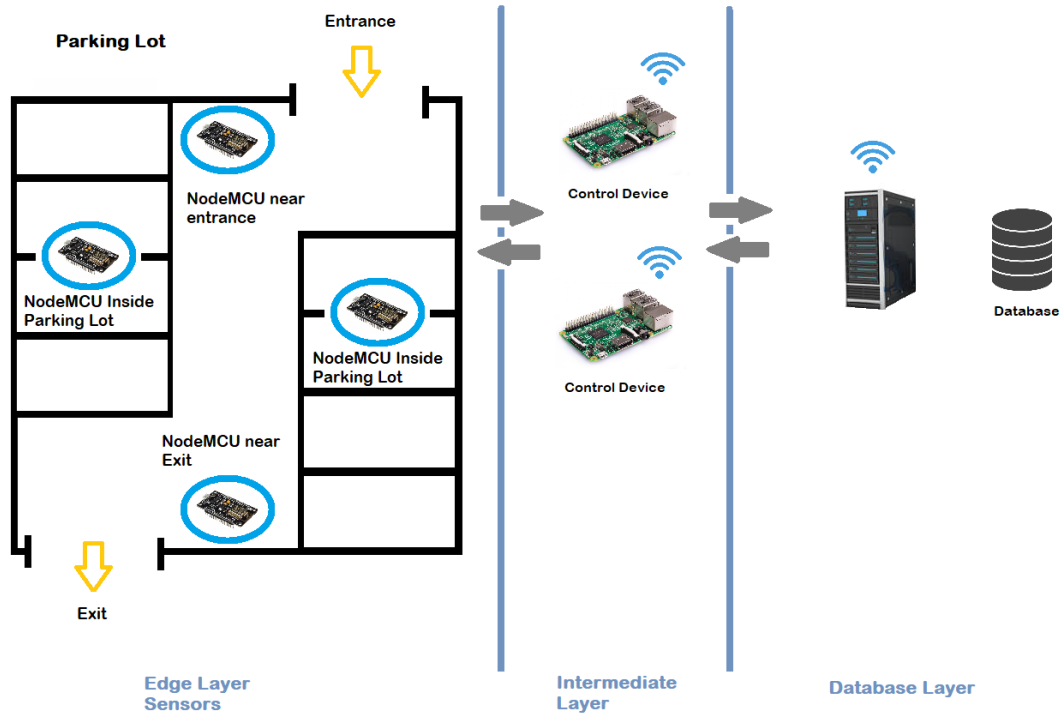 Entrance
Parking Lot
NodeMCU near
entrance
NodeMCU Inside
Parking Lot
NodeMCU Inside
Parking Lot
NodeMCU near
Exit
Exit
Control Device
Control Device
Database
Edge Layer
Sensors
Intermediate
Layer
Database Layer